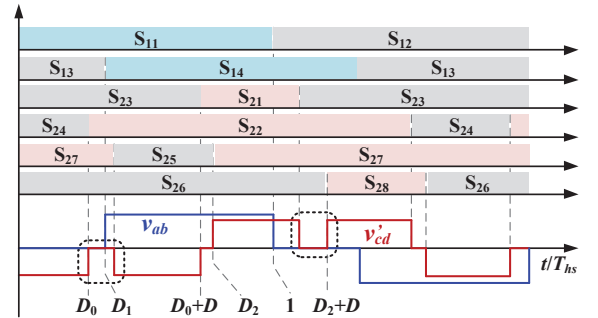 S11 S12
S13 S14 S13
S23 S21 S23
S24 S22 S24
S27 S25 S27
S26 S28 S26
vab v'cd
t/Ths
D0 D1 D0+D D2 1 D2+D